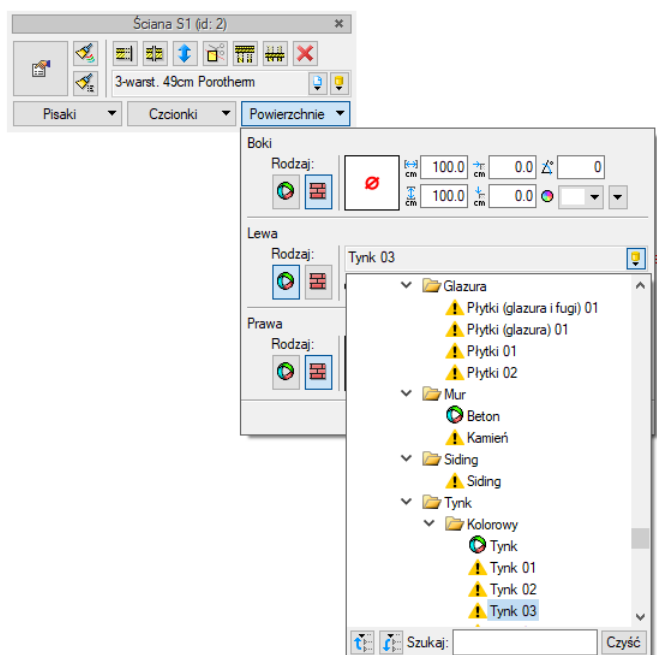 Ściana S1 (id: 2)
3-warst. 49cm Porotherm
Pisaki Czcionki Powierzchnie
Boki
Rodzaj:
cm 100.0 cm 0.0 0
cm 100.0 cm 0.0
Lewa
Rodzaj: Tynk 03
Glazura
Płytki (glazura i fugi) 01
Płytki (glazura) 01
Płytki 01
Płytki 02
Prawa
Rodzaj:
Mur
Beton
Kamień
Siding
Siding
Tynk
Kolorowy
Tynk
Tynk 01
Tynk 02
Tynk 03
Szukaj: Czyść